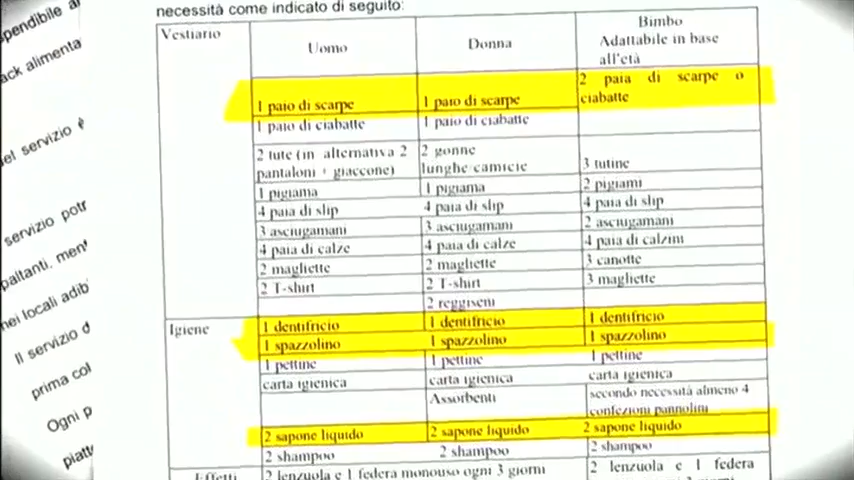 necessità come indicato di seguito:
Vestiario
Uomo
Donna
Bimbo
Adattabile in base
all'età
1 paio di scarpe
1 paio di scarpe
2 paia di scarpe o
ciabatte
1 paio di ciabatte
1 paio di ciabatte
2 tute (in alternativa 2
pantaloni + giaccone)
2 gonne
lunghe camicie
3 tutine
1 pigiama
1 pigiama
2 pigiami
4 paia di slip
4 paia di slip
4 paia di slip
3 asciugamani
3 asciugamani
2 asciugamani
4 paia di calze
4 paia di calze
4 paia di calzini
2 magliette
2 magliette
3 canotte
2 T-shirt
2 T-shirt
3 magliette
2 reggiseni
Igiene
1 dentifricio
1 dentifricio
1 dentifricio
1 spazzolino
1 spazzolino
1 spazzolino
1 pettine
1 pettine
1 pettine
carta igienica
carta igienica
carta igienica
Assorbenti
secondo necessità almeno 4
confezioni pannolini
2 sapone liquido
2 sapone liquido
2 sapone liquido
2 shampoo
2 shampoo
2 shampoo
Effetti
2 lenzuola e 1 federa monouso ogni 3 giorni
2 lenzuola e 1 federa
pendibile
ack alimenta
el servizio è
servizio potr
paltanti, ment
nei locali adib
Il servizio d
prima col
Ogni p
piatt